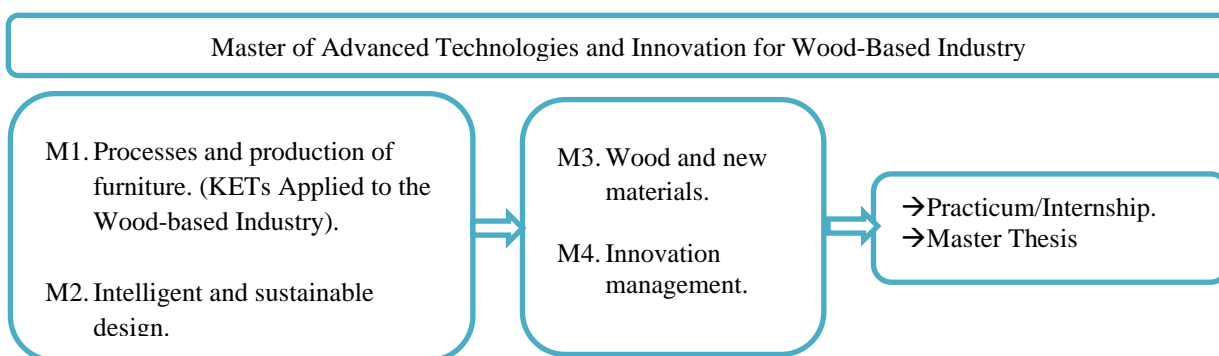 Master of Advanced Technologies and Innovation for Wood-Based Industry
M1. Processes and production of
furniture. (KETs Applied to the
Wood-based Industry).
M2. Intelligent and sustainable
design.
M3. Wood and new
materials.
M4. Innovation
management.
→Practicum/Internship.
→Master Thesis